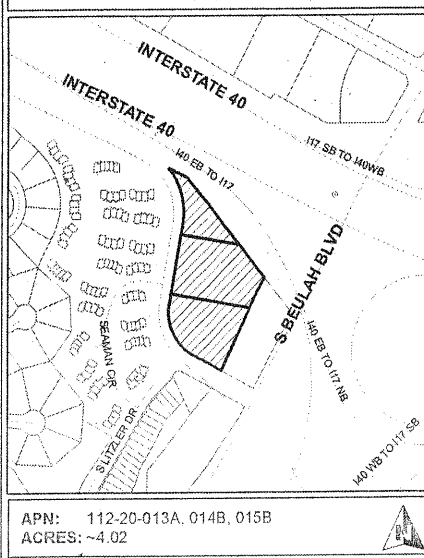 INTERSTATE 40
INTERSTATE 40
I40 EB TO I17
I17 SB TO I40WB
S BEULAH BLVD
I40 EB TO I17 NB
SEAMAN CIR
S LITZLER DR
I40 WB TO I17 SB
APN: 112-20-013A, 014B, 015B
ACRES: ~4.02